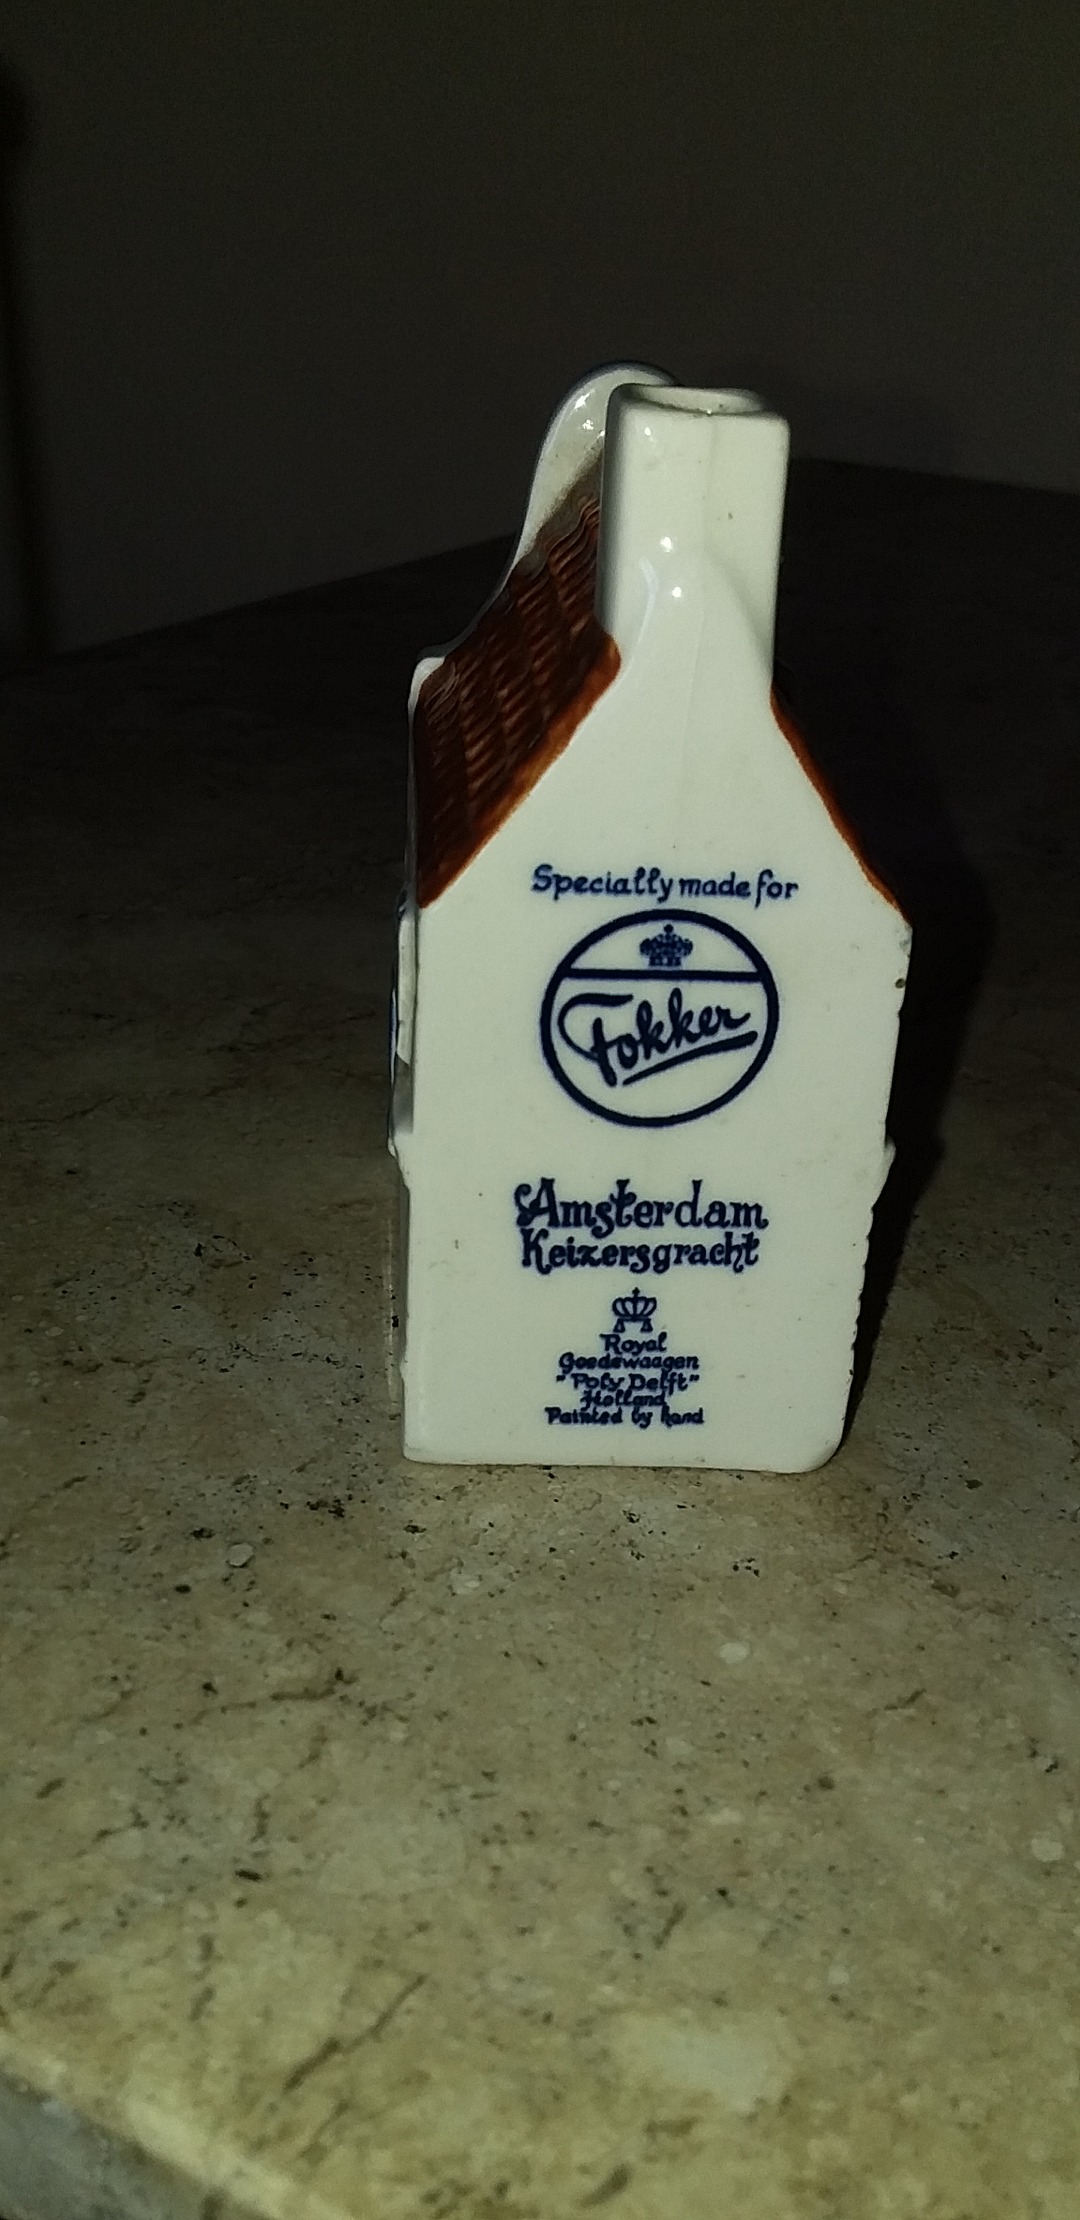 Specially made for
Fokker
Amsterdam
Keizersgracht
Royal
Goedewaagen
"Poly Delft"
Holland
Painted by hand